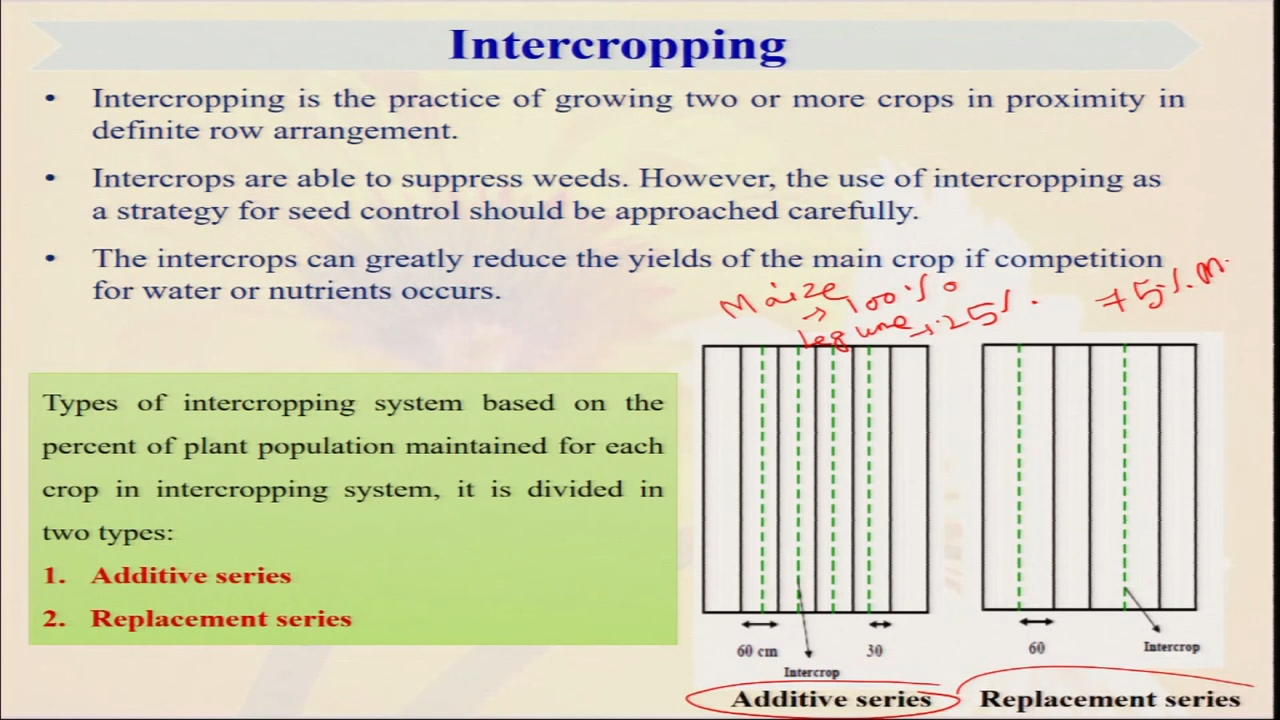 Intercropping
• Intercropping is the practice of growing two or more crops in proximity in
definite row arrangement.
• Intercrops are able to suppress weeds. However, the use of intercropping as
a strategy for seed control should be approached carefully.
• The intercrops can greatly reduce the yields of the main crop if competition
for water or nutrients occurs.
Maize → 100%
legume → 25%.
75%. M.
Types of intercropping system based on the
percent of plant population maintained for each
crop in intercropping system, it is divided in
two types:
1. Additive series
2. Replacement series
60 cm
30
Intercrop
Additive series
60
Intercrop
Replacement series